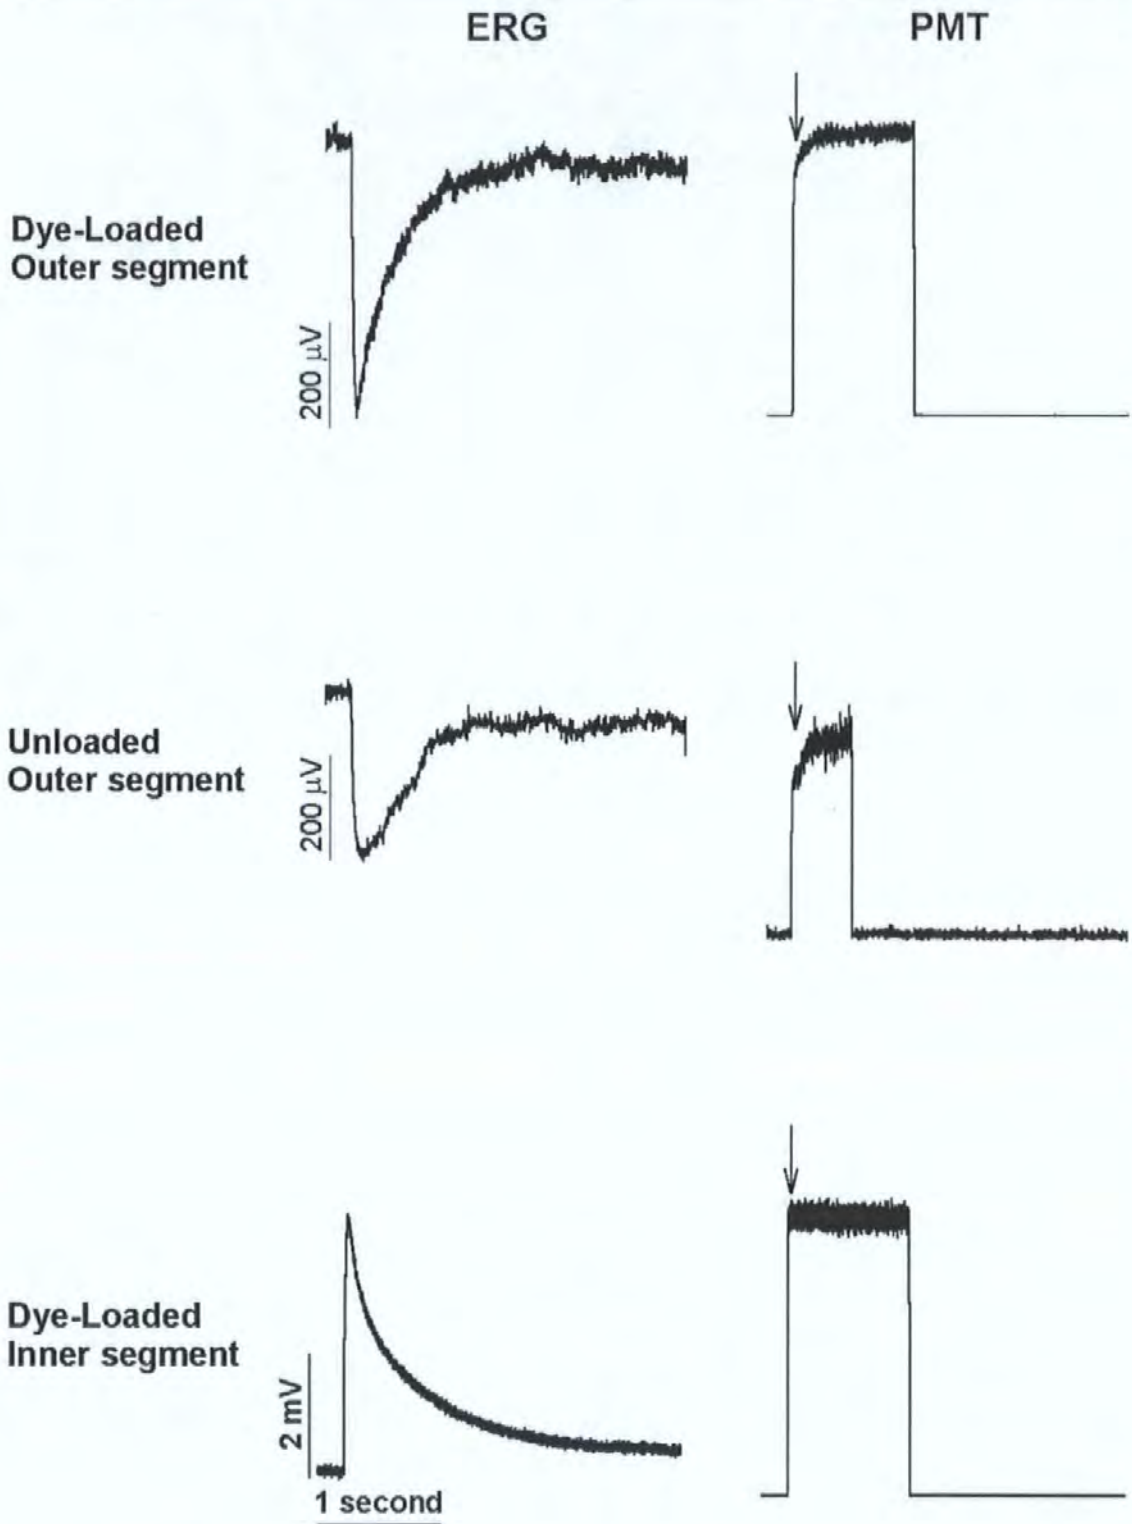 ERG
PMT
Dye-Loaded
Outer segment
200 µV
Unloaded
Outer segment
200 µV
Dye-Loaded
Inner segment
2 mV
1 second